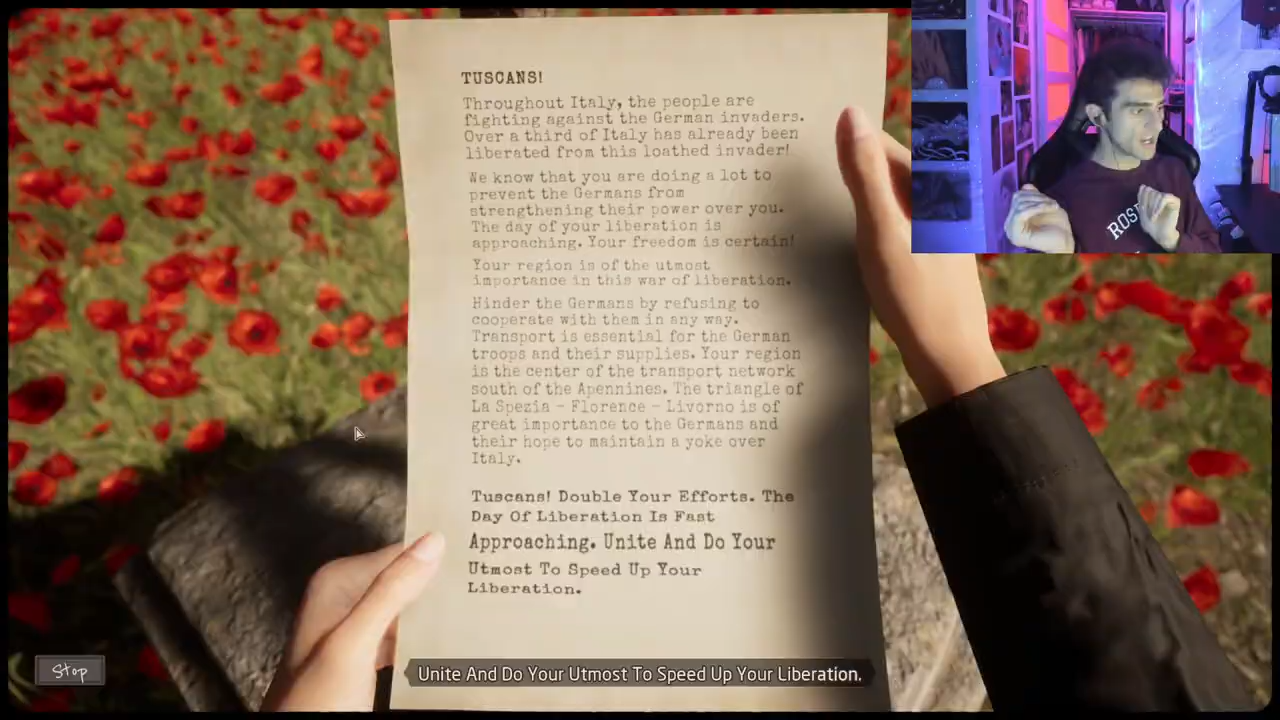 TUSCANS!
Throughout Italy, the people are
fighting against the German invaders.
Over a third of Italy has already been
liberated from this loathed invader!
We know that you are doing a lot to
prevent the Germans from
strengthening their power over you.
The day of your liberation is
approaching. Your freedom is certain!
Your region is of the utmost
importance in this war of liberation.
Hinder the Germans by refusing to
cooperate with them in any way.
Transport is essential for the German
troops and their supplies. Your region
is the center of the transport network
south of the Apennines. The triangle of
La Spezia - Florence - Livorno is of
great importance to the Germans and
their hope to maintain a yoke over
Italy.
Tuscans! Double Your Efforts. The
Day Of Liberation Is Fast
Approaching. Unite And Do Your
Utmost To Speed Up Your
Liberation.
Unite And Do Your Utmost To Speed Up Your Liberation.
Stop